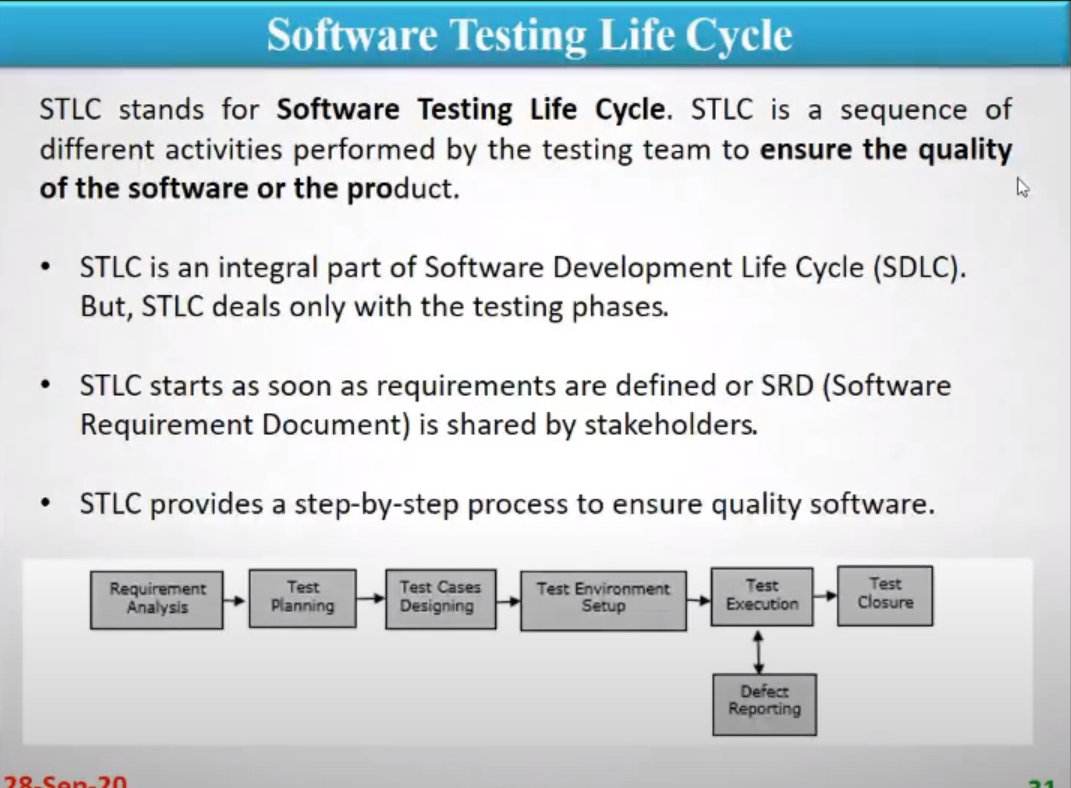 Software Testing Life Cycle
STLC stands for Software Testing Life Cycle. STLC is a sequence of
different activities performed by the testing team to ensure the quality
of the software or the product.
• STLC is an integral part of Software Development Life Cycle (SDLC).
But, STLC deals only with the testing phases.
• STLC starts as soon as requirements are defined or SRD (Software
Requirement Document) is shared by stakeholders.
• STLC provides a step-by-step process to ensure quality software.
Requirement
Analysis
Test
Planning
Test Cases
Designing
Test Environment
Setup
Test
Execution
Test
Closure
Defect
Reporting
28-Sep-20
31